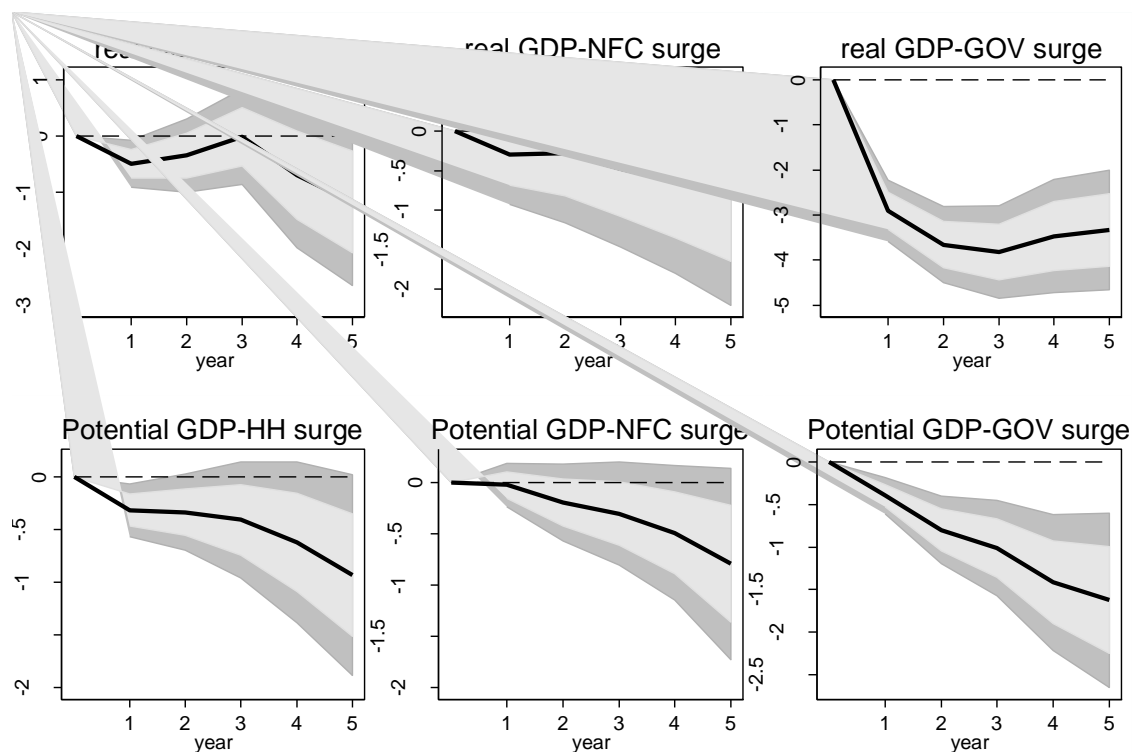 real
real GDP-NFC surge
real GDP-GOV surge
1
0
-1
-2
-3
1 2 3 4 5
year
0
-.5
-1
-1.5
-2
1 2 3 4 5
year
0
-1
-2
-3
-4
-5
1 2 3 4 5
year
Potential GDP-HH surge
Potential GDP-NFC surge
Potential GDP-GOV surge
0
-.5
-1
-1.5
-2
1 2 3 4 5
year
0
-.5
-1
-1.5
-2
1 2 3 4 5
year
0
-.5
-1
-1.5
-2
-2.5
1 2 3 4 5
year